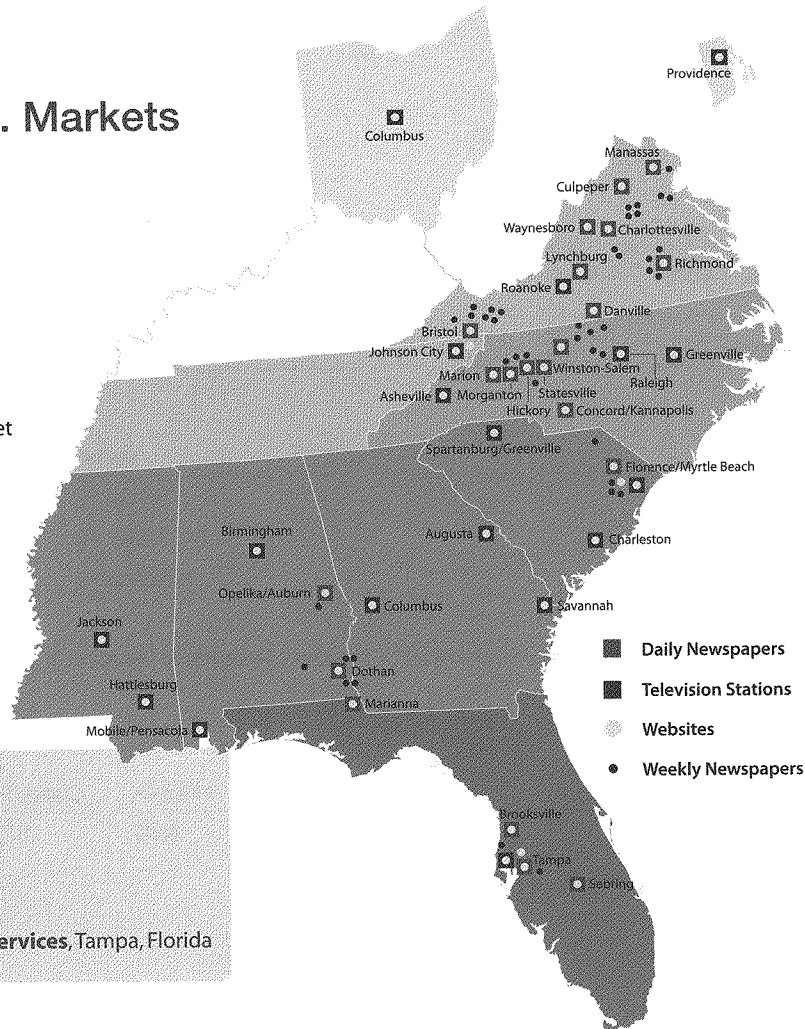 . Markets
Providence
Columbus
Manassas
Culpeper
Waynesboro
Charlottesville
Lynchburg
Richmond
Roanoke
Danville
Bristol
Johnson City
Greenville
Marion
Winston-Salem
Raleigh
Asheville
Morganton
Statesville
Hickory
Concord/Kannapolis
et
Spartanburg/Greenville
Florence/Myrtle Beach
Birmingham
Augusta
Charleston
Opelika/Auburn
Columbus
Savannah
Jackson
Daily Newspapers
Dothan
Hattiesburg
Television Stations
Marianna
Mobile/Pensacola
Websites
Weekly Newspapers
Brooksville
Tampa
Sebring
ervices, Tampa, Florida